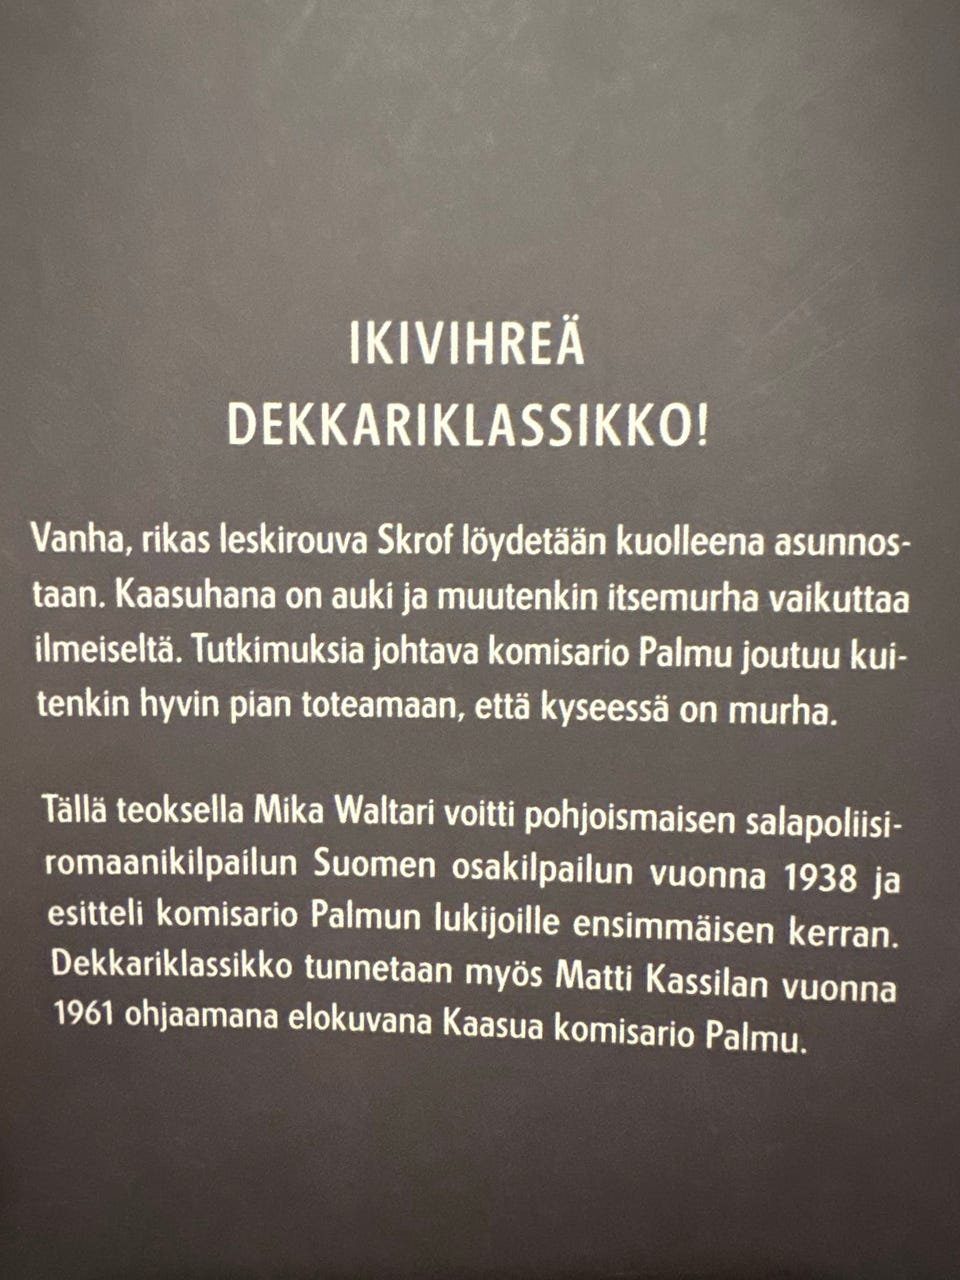 IKIVIHREÄ
DEKKARIKLASSIKKO!
Vanha, rikas leskirouva Skrof löydetään kuolleena asunnos-
taan. Kaasuhana on auki ja muutenkin itsemurha vaikuttaa
ilmeiseltä. Tutkimuksia johtava komisario Palmu joutuu kui-
tenkin hyvin pian toteamaan, että kyseessä on murha.
Tällä teoksella Mika Waltari voitti pohjoismaisen salapoliisi-
romaanikilpailun Suomen osakilpailun vuonna 1938 ja
esitteli komisario Palmun lukijoille ensimmäisen kerran.
Dekkariklassikko tunnetaan myös Matti Kassilan vuonna
1961 ohjaamana elokuvana Kaasua komisario Palmu.